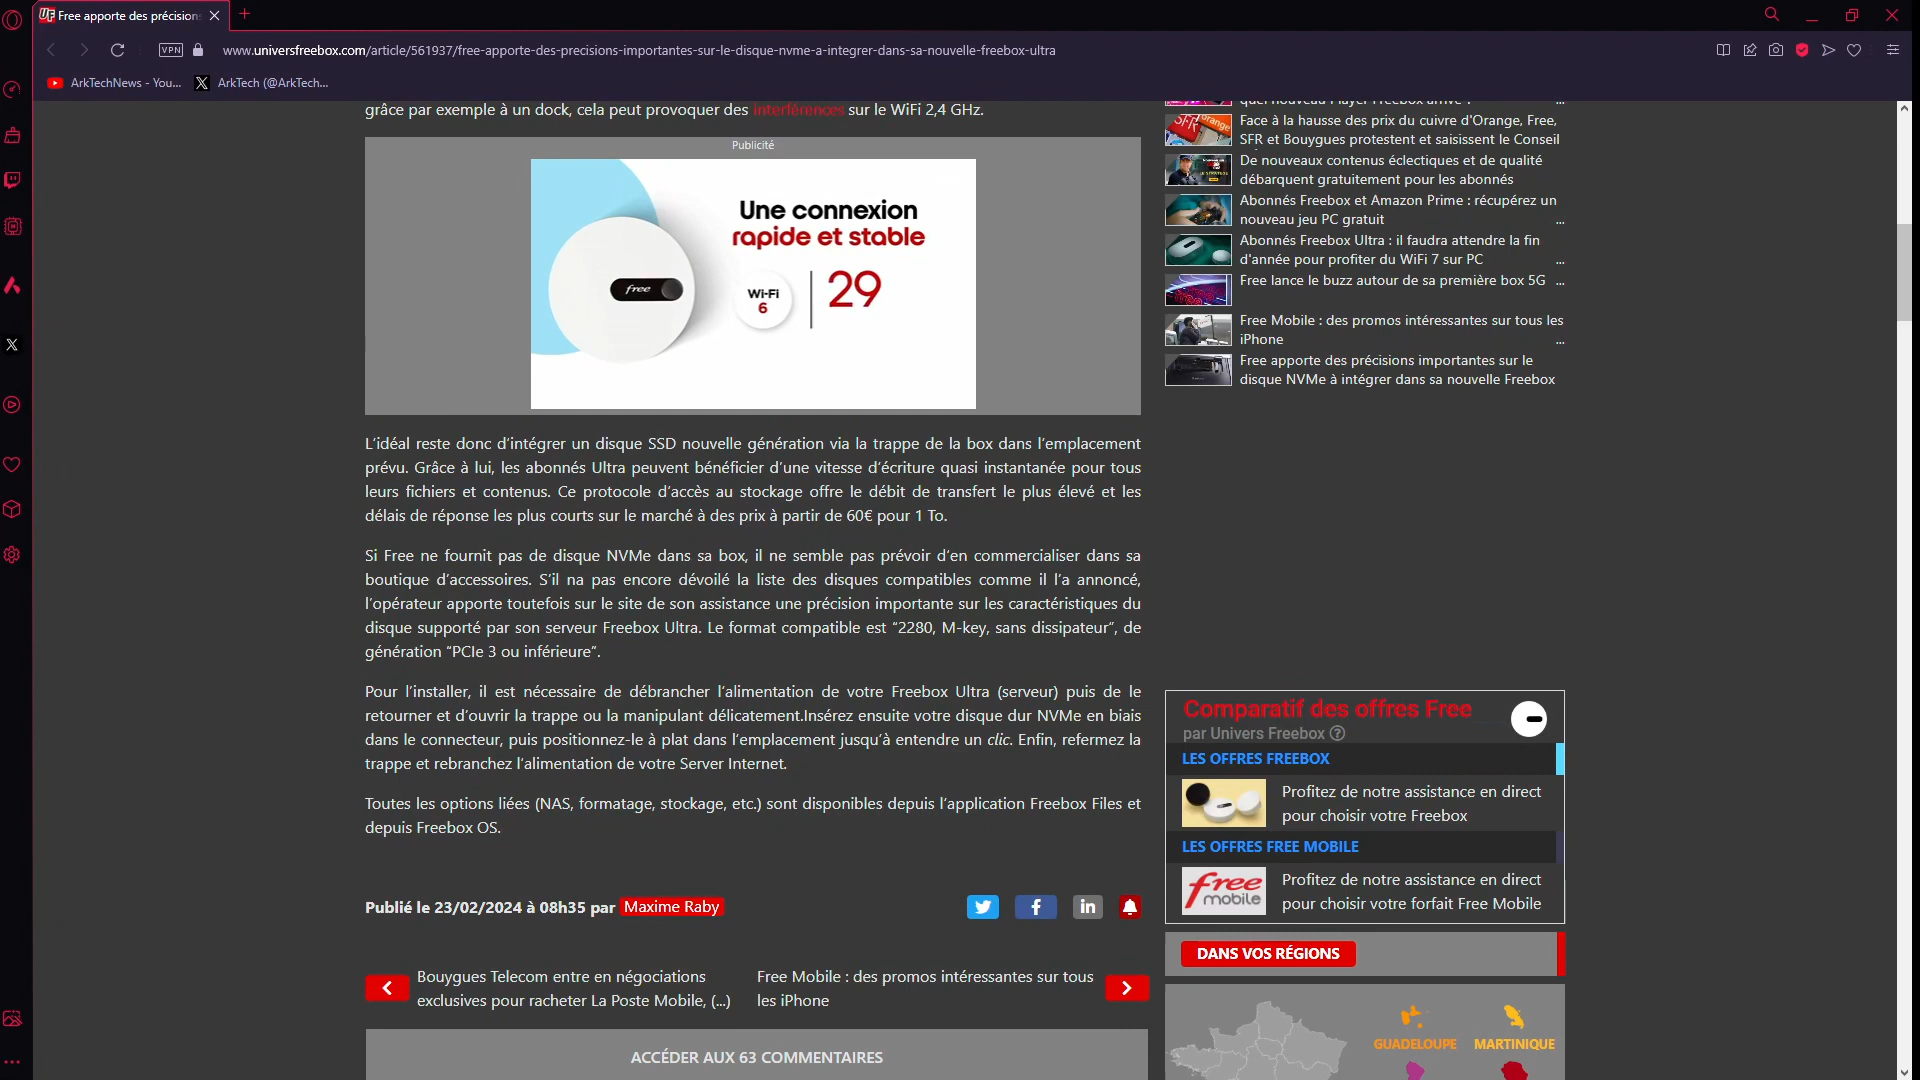 Free apporte des précisions
VPN
www.universfreebox.com/article/561937/free-apporte-des-precisions-importantes-sur-le-disque-nvme-a-integrer-dans-sa-nouvelle-freebox-ultra
ArkTechNews - You...
ArkTech (@ArkTech...
grâce par exemple à un dock, cela peut provoquer des interférences sur le WiFi 2,4 GHz.
Publicité
Une connexion
rapide et stable
free
Wi-Fi
6
29
L'idéal reste donc d'intégrer un disque SSD nouvelle génération via la trappe de la box dans l'emplacement
prévu. Grâce à lui, les abonnés Ultra peuvent bénéficier d'une vitesse d'écriture quasi instantanée pour tous
leurs fichiers et contenus. Ce protocole d'accès au stockage offre le débit de transfert le plus élevé et les
délais de réponse les plus courts sur le marché à des prix à partir de 60€ pour 1 To.
Si Free ne fournit pas de disque NVMe dans sa box, il ne semble pas prévoir d'en commercialiser dans sa
boutique d'accessoires. S'il na pas encore dévoilé la liste des disques compatibles comme il l'a annoncé,
l'opérateur apporte toutefois sur le site de son assistance une précision importante sur les caractéristiques du
disque supporté par son serveur Freebox Ultra. Le format compatible est "2280, M-key, sans dissipateur", de
génération "PCIe 3 ou inférieure".
Pour l'installer, il est nécessaire de débrancher l'alimentation de votre Freebox Ultra (serveur) puis de le
retourner et d'ouvrir la trappe ou la manipulant délicatement.Insérez ensuite votre disque dur NVMe en biais
dans le connecteur, puis positionnez-le à plat dans l'emplacement jusqu'à entendre un clic. Enfin, refermez la
trappe et rebranchez l'alimentation de votre Server Internet.
Toutes les options liées (NAS, formatage, stockage, etc.) sont disponibles depuis l'application Freebox Files et
depuis Freebox OS.
Publié le 23/02/2024 à 08h35 par Maxime Raby
Bouygues Telecom entre en négociations
exclusives pour racheter La Poste Mobile, (...)
Free Mobile : des promos intéressantes sur tous
les iPhone
ACCÉDER AUX 63 COMMENTAIRES
quel nouveau Player Freebox arrive ? ...
Face à la hausse des prix du cuivre d'Orange, Free,
SFR et Bouygues protestent et saisissent le Conseil
De nouveaux contenus éclectiques et de qualité
débarquent gratuitement pour les abonnés
Abonnés Freebox et Amazon Prime : récupérez un
nouveau jeu PC gratuit ...
Abonnés Freebox Ultra : il faudra attendre la fin
d'année pour profiter du WiFi 7 sur PC ...
Free lance le buzz autour de sa première box 5G ...
Free Mobile : des promos intéressantes sur tous les
iPhone ...
Free apporte des précisions importantes sur le
disque NVMe à intégrer dans sa nouvelle Freebox
Comparatif des offres Free
par Univers Freebox ?
LES OFFRES FREEBOX
Profitez de notre assistance en direct
pour choisir votre Freebox
LES OFFRES FREE MOBILE
free
mobile
Profitez de notre assistance en direct
pour choisir votre forfait Free Mobile
DANS VOS RÉGIONS
GUADELOUPE
MARTINIQUE